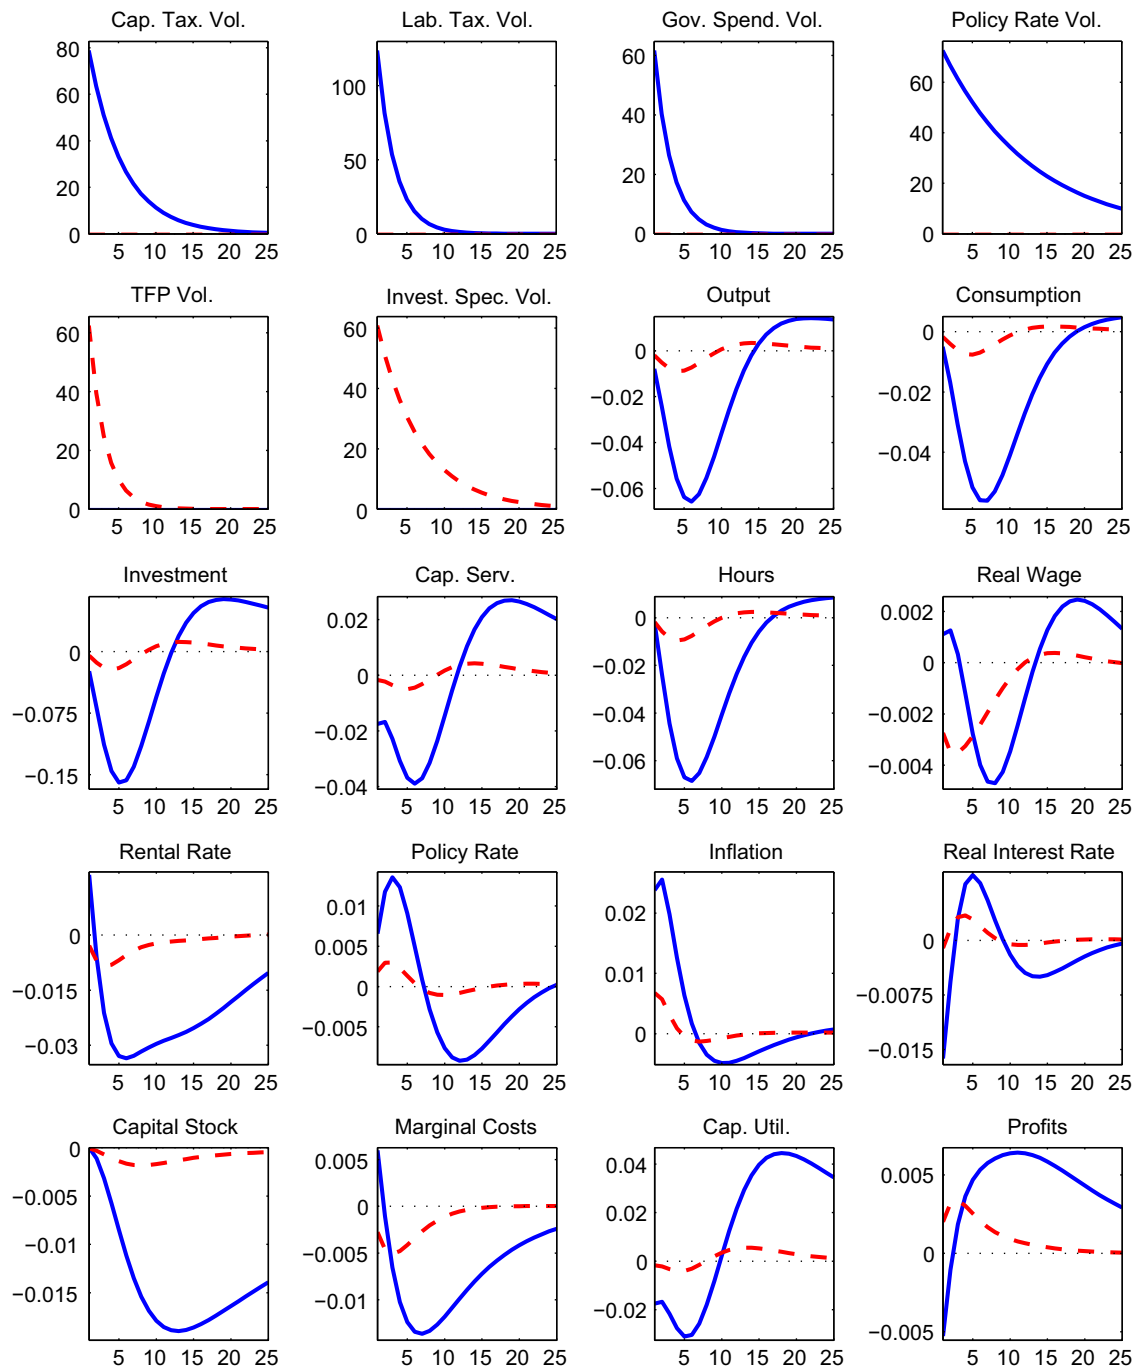 Cap. Tax. Vol.
Lab. Tax. Vol.
Gov. Spend. Vol.
Policy Rate Vol.
80
60
40
20
0
5 10 15 20 25
100
50
0
5 10 15 20 25
60
40
20
0
5 10 15 20 25
60
40
20
0
5 10 15 20 25
TFP Vol.
Invest. Spec. Vol.
Output
Consumption
60
40
20
0
5 10 15 20 25
60
40
20
0
5 10 15 20 25
0
−0.02
−0.04
−0.06
5 10 15 20 25
0
−0.02
−0.04
5 10 15 20 25
Investment
Cap. Serv.
Hours
Real Wage
0
−0.075
−0.15
5 10 15 20 25
0.02
0
−0.02
−0.04
5 10 15 20 25
0
−0.02
−0.04
−0.06
5 10 15 20 25
0.002
0
−0.002
−0.004
5 10 15 20 25
Rental Rate
Policy Rate
Inflation
Real Interest Rate
0
−0.015
−0.03
5 10 15 20 25
0.01
0.005
0
−0.005
5 10 15 20 25
0.02
0.01
0
5 10 15 20 25
0
−0.0075
−0.015
5 10 15 20 25
Capital Stock
Marginal Costs
Cap. Util.
Profits
0
−0.005
−0.01
−0.015
5 10 15 20 25
0.005
0
−0.005
−0.01
5 10 15 20 25
0.04
0.02
0
−0.02
5 10 15 20 25
0.005
0
−0.005
5 10 15 20 25